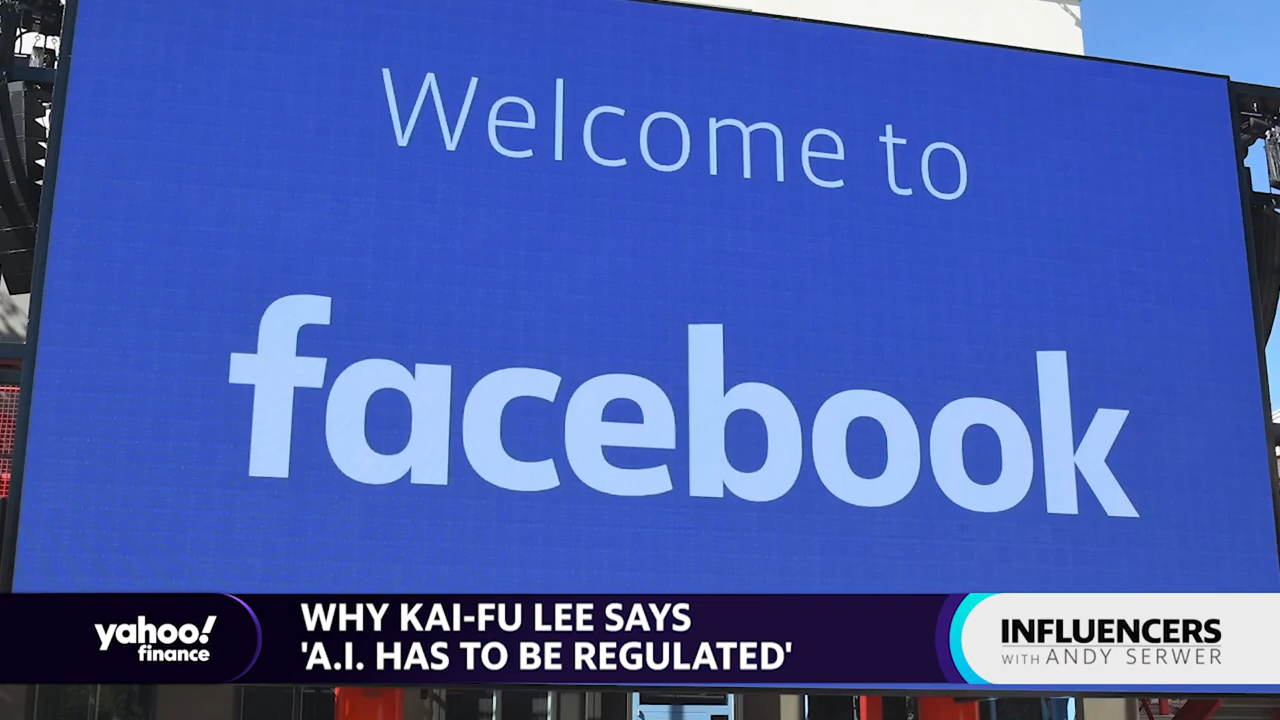 Welcome to
facebook
yahoo!
finance
WHY KAI-FU LEE SAYS
'A.I. HAS TO BE REGULATED'
INFLUENCERS
WITH ANDY SERWER